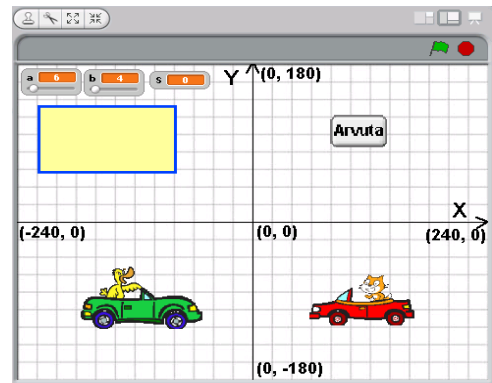 a 6 b 4 s 0
Y (0, 180)
Arvuta
X
(-240, 0) (0, 0) (240, 0)
(0, -180)